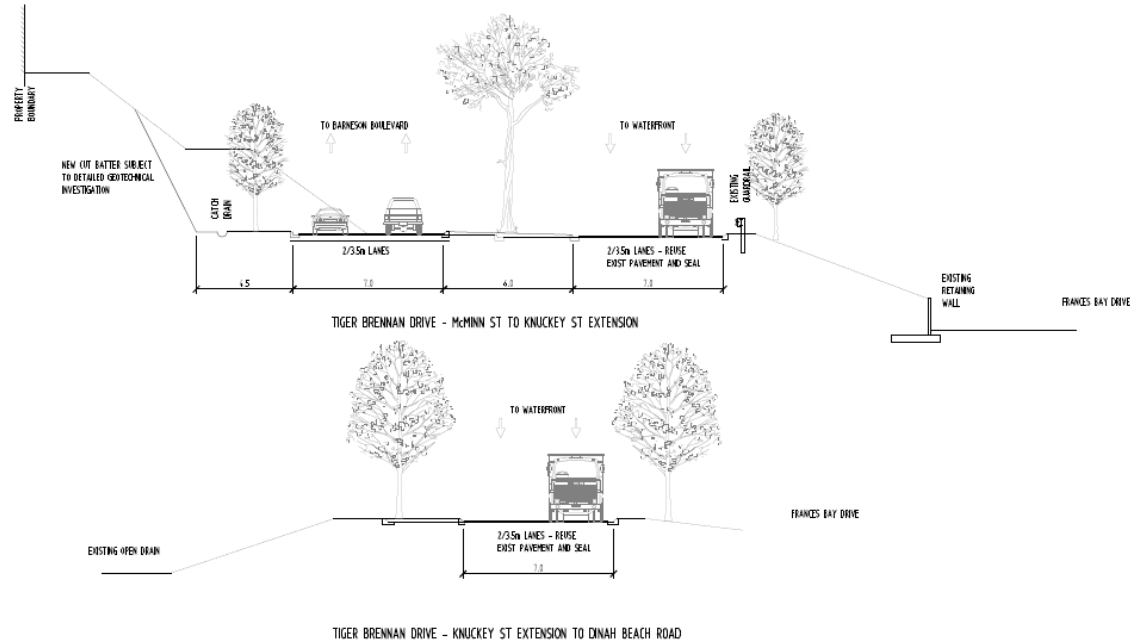 PROPERTY
BOUNDARY
NEW CUT BATTER SUBJECT
TO DETAILED GEOTECHNICAL
INVESTIGATION
CATCH
DRAIN
TO BARNESON BOULEVARD
TO WATERFRONT
EXISTING
GUARDRAIL
2/3.5m LANES
2/3.5m LANES - REUSE
EXIST PAVEMENT AND SEAL
4.5
7.0
6.0
7.0
EXISTING
RETAINING
WALL
FRANCES BAY DRIVE
TIGER BRENNAN DRIVE - McMINN ST TO KNUCKEY ST EXTENSION
TO WATERFRONT
FRANCES BAY DRIVE
EXISTING OPEN DRAIN
2/3.5m LANES - REUSE
EXIST PAVEMENT AND SEAL
7.0
TIGER BRENNAN DRIVE - KNUCKEY ST EXTENSION TO DINAH BEACH ROAD